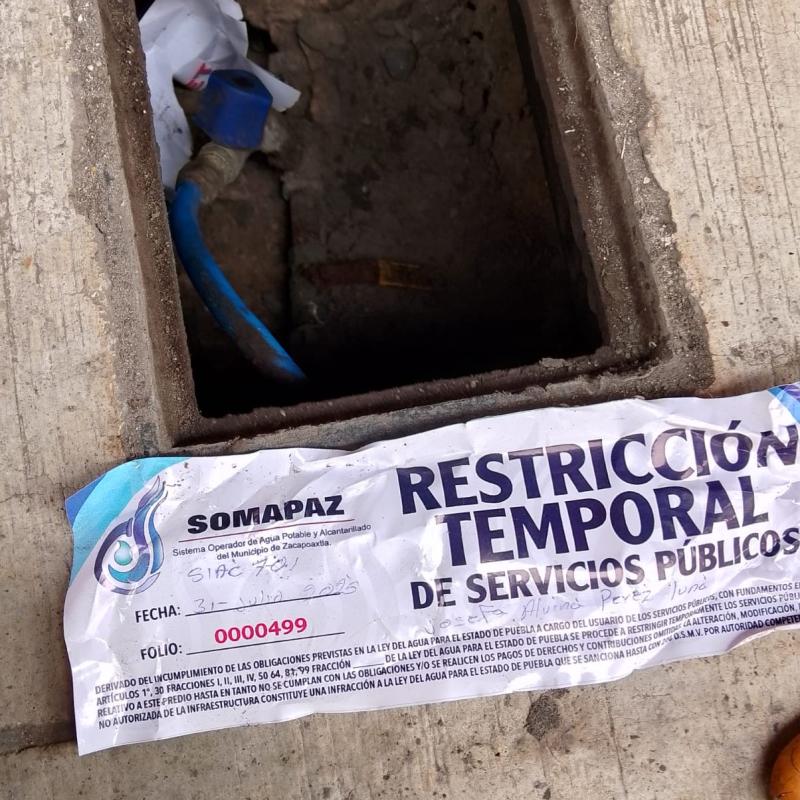 SOMAPAZ
Sistema Operador de Agua Potable y Alcantarillado
del Municipio de Zacapoaxtla.
SIAC 701
FECHA: 31-Julio 2025
FOLIO: 0000499
RESTRICCIÓN
TEMPORAL
DE SERVICIOS PÚBLICOS
Josefa Perez Luna
DERIVADO DEL INCUMPLIMIENTO DE LAS OBLIGACIONES PREVISTAS EN LA LEY DEL AGUA PARA EL ESTADO DE PUEBLA A CARGO DEL USUARIO DE LOS SERVICIOS PÚBLICOS, CON FUNDAMENTOS E
ARTÍCULOS 1°, 30 FRACCIONES I, II, III, IV, 50 64, 87, 99 FRACCIÓN ____ DE LA LEY DEL AGUA PARA EL ESTADO DE PUEBLA SE PROCEDE A RESTRINGIR TEMPORALMENTE LOS SERVICIOS PÚBLI
RELATIVO A ESTE PREDIO HASTA EN TANTO NO SE CUMPLAN CON LAS OBLIGACIONES Y/O SE REALICEN LOS PAGOS DE DERECHOS Y CONTRIBUCIONES OMITIDAS. LA ALTERACIÓN, MODIFICACIÓN,
NO AUTORIZADA DE LA INFRAESTRUCTURA CONSTITUYE UNA INFRACCIÓN A LA LEY DEL AGUA PARA EL ESTADO DE PUEBLA QUE SE SANCIONA HASTA CON U.S.M.V. POR AUTORIDAD COMPETE